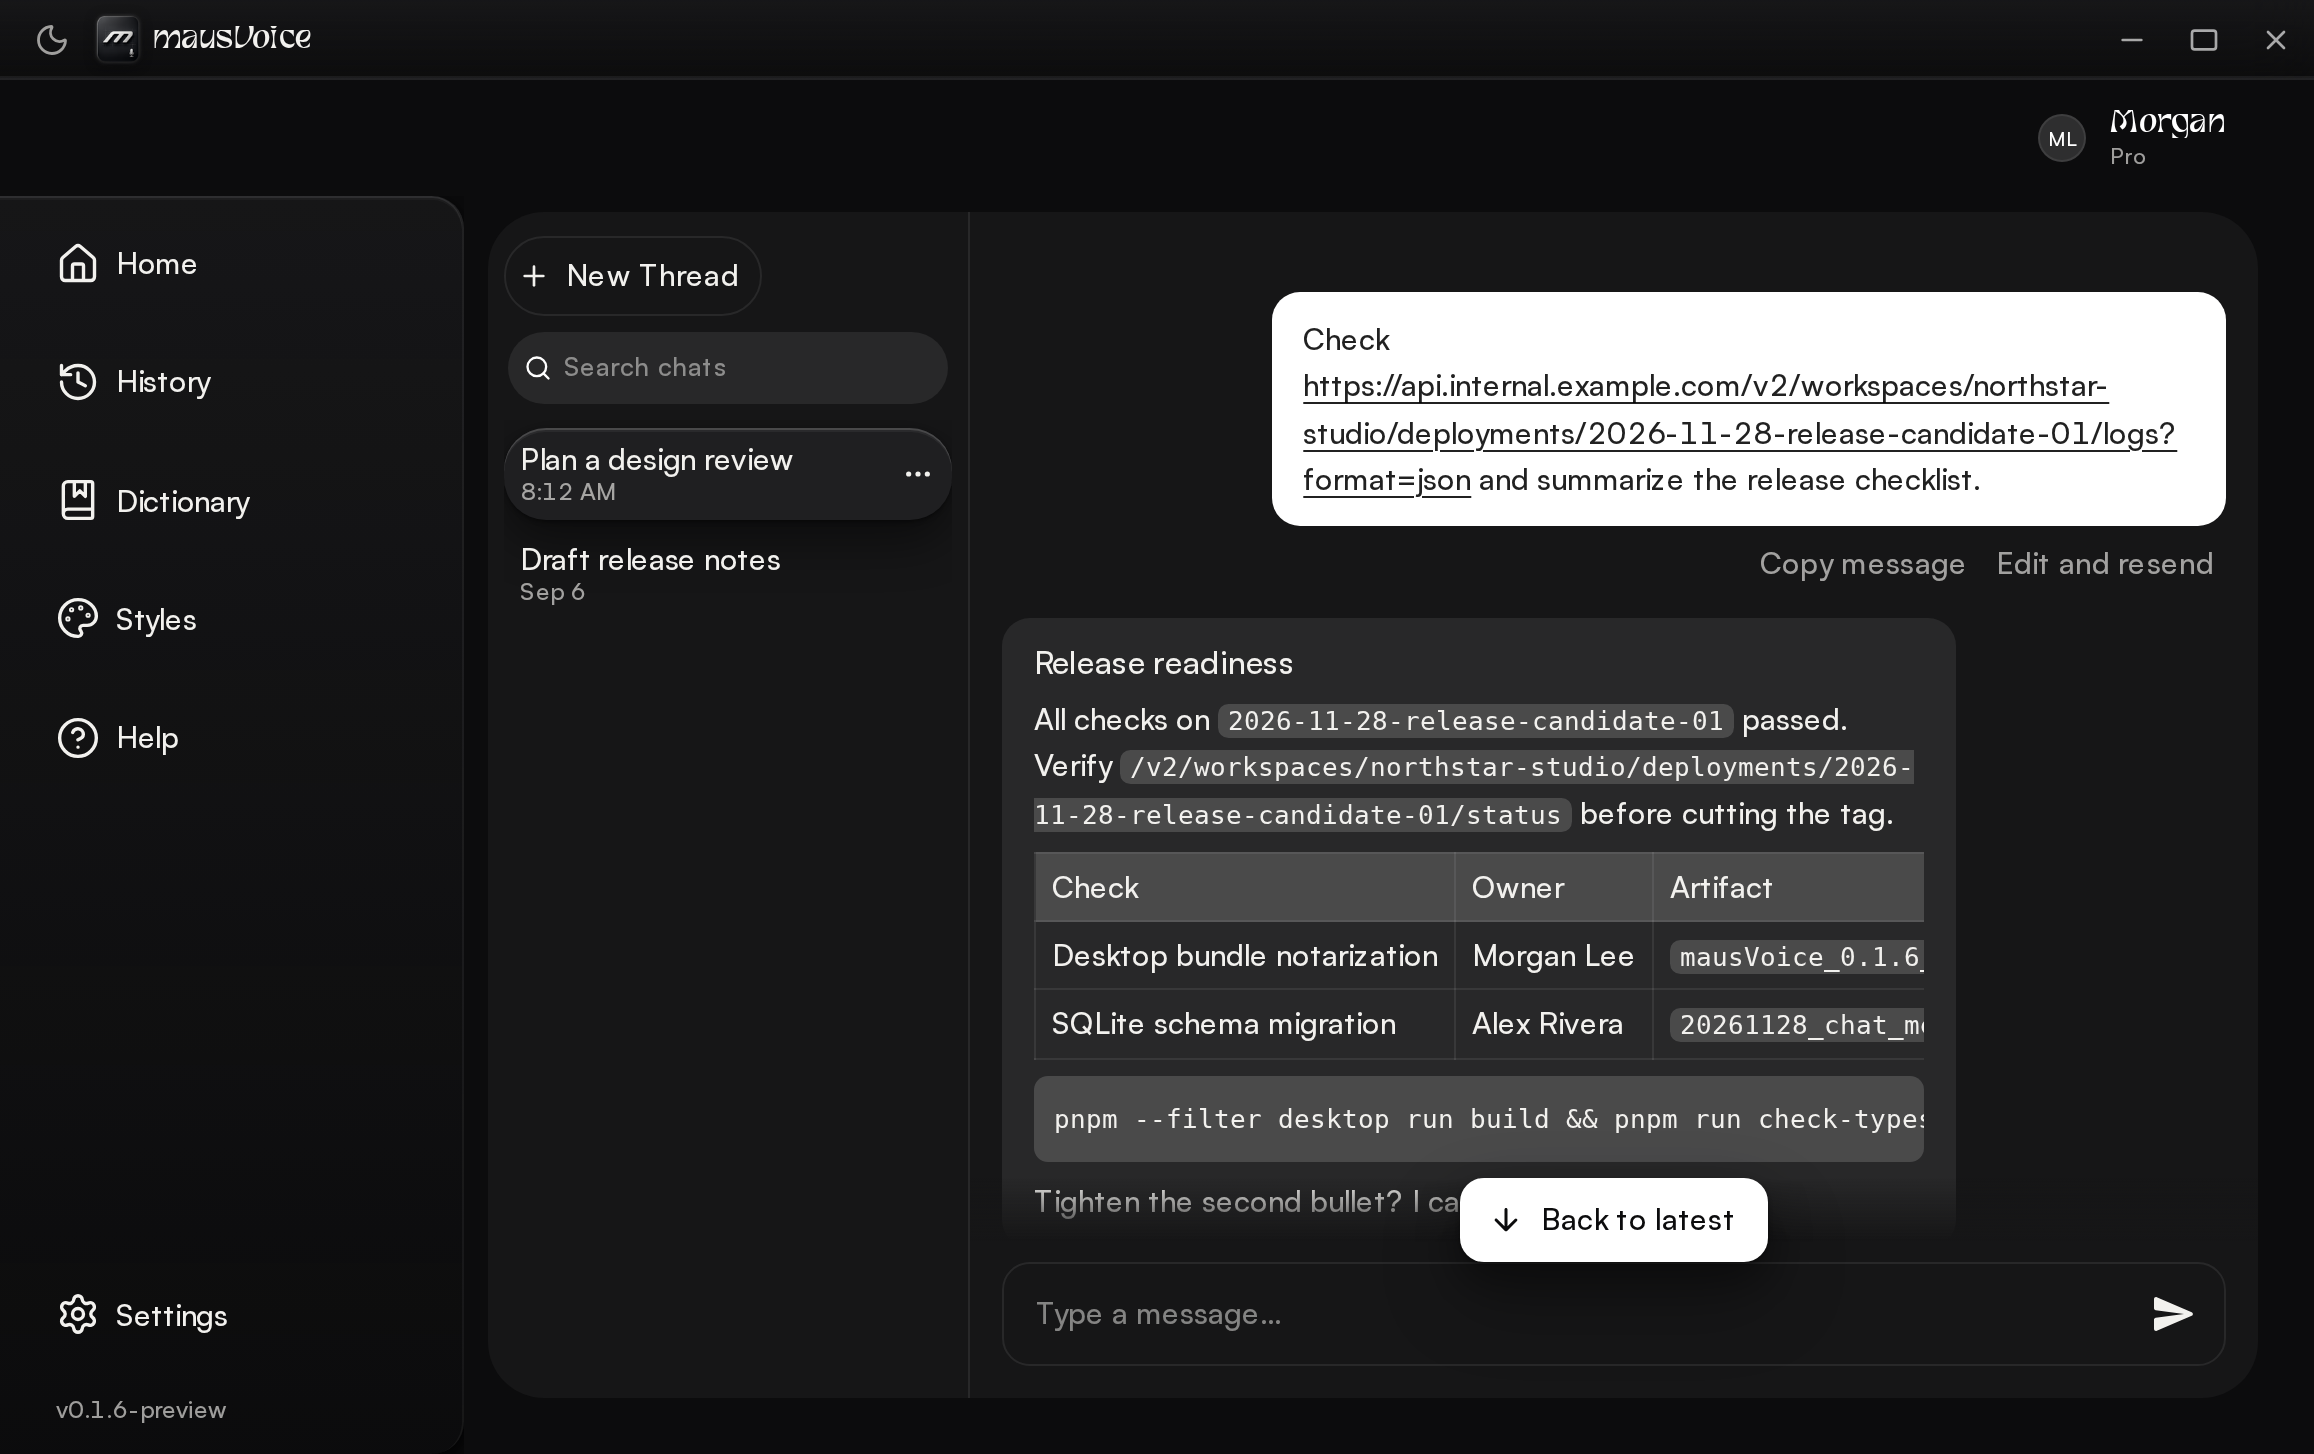 mausVoice
ML
Morgan
Pro
Home
History
Dictionary
Styles
Help
Settings
v0.1.6-preview
New Thread
Search chats
Plan a design review
8:12 AM
Draft release notes
Sep 6
Check
https://api.internal.example.com/v2/workspaces/northstar-
studio/deployments/2026-11-28-release-candidate-01/logs?
format=json and summarize the release checklist.
Copy message Edit and resend
Release readiness
All checks on 2026-11-28-release-candidate-01 passed.
Verify /v2/workspaces/northstar-studio/deployments/2026-
11-28-release-candidate-01/status before cutting the tag.
Check Owner Artifact
Desktop bundle notarization Morgan Lee mausVoice_0.1.6_
SQLite schema migration Alex Rivera 20261128_chat_m
pnpm --filter desktop run build && pnpm run check-types
Tighten the second bullet? I ca
Back to latest
Type a message...